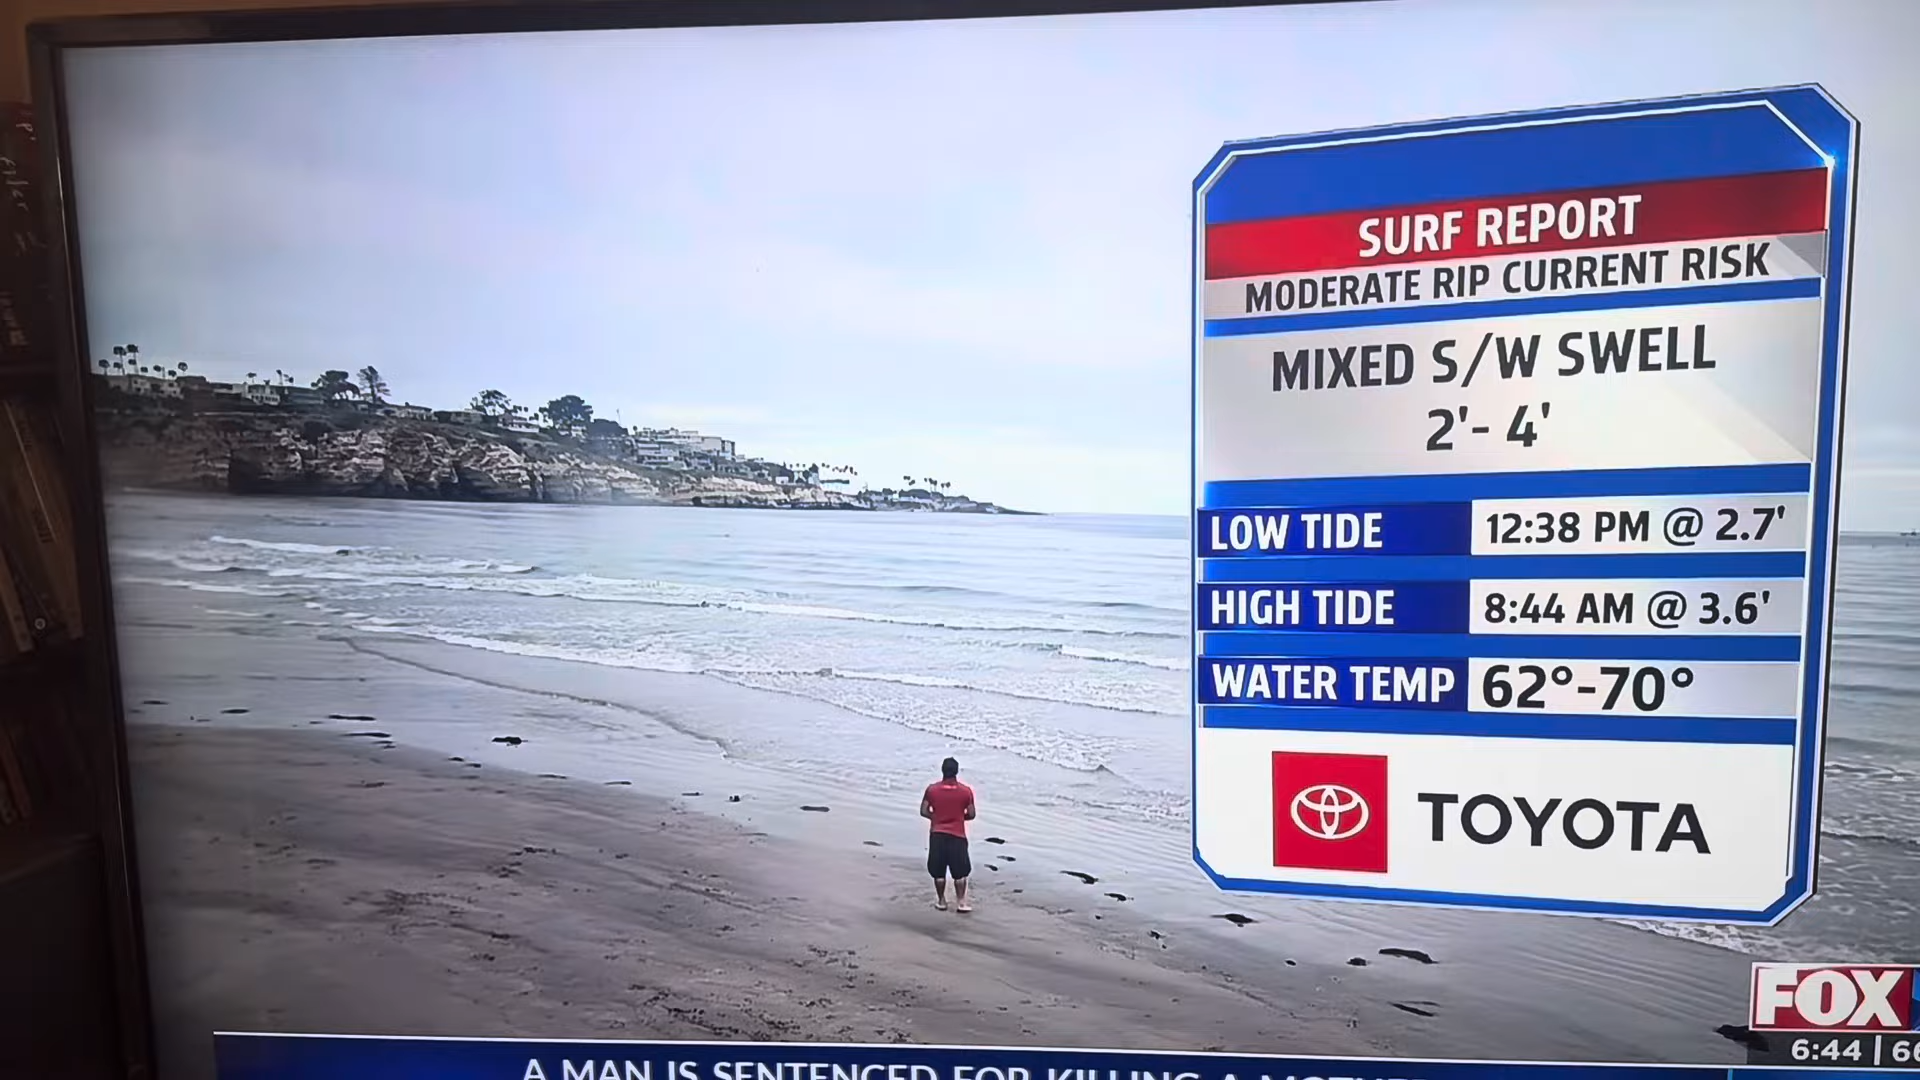 SURF REPORT
MODERATE RIP CURRENT RISK
MIXED S/W SWELL
2'- 4'
LOW TIDE 12:38 PM @ 2.7'
HIGH TIDE 8:44 AM @ 3.6'
WATER TEMP 62°-70°
TOYOTA
FOX
6:44 | 66
A MAN IS SENTENCED FOR KILLING A